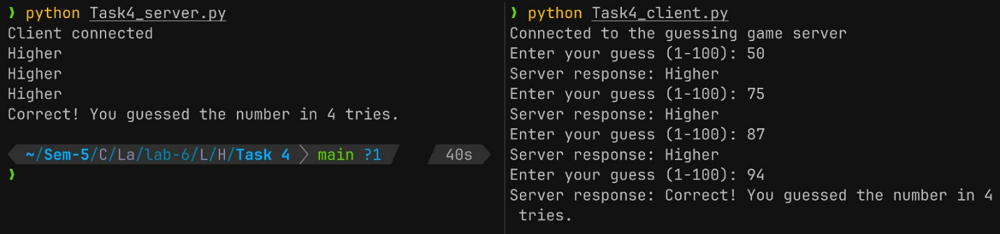 ❱ python Task4_server.py
Client connected
Higher
Higher
Higher
Correct! You guessed the number in 4 tries.
~/Sem-5/C/La/lab-6/L/H/Task 4 main ?1 40s
❱
❱ python Task4_client.py
Connected to the guessing game server
Enter your guess (1-100): 50
Server response: Higher
Enter your guess (1-100): 75
Server response: Higher
Enter your guess (1-100): 87
Server response: Higher
Enter your guess (1-100): 94
Server response: Correct! You guessed the number in 4
tries.